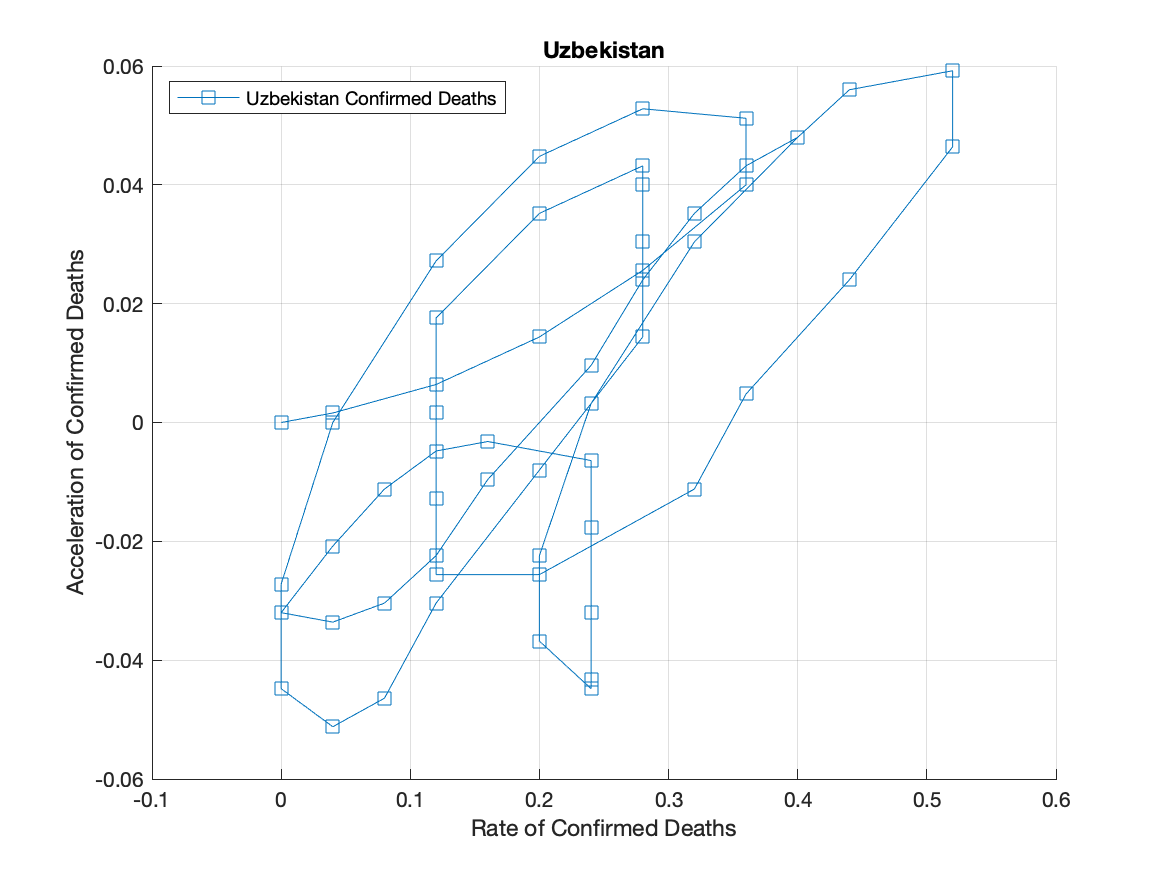 Uzbekistan
Uzbekistan Confirmed Deaths
Acceleration of Confirmed Deaths
0.06
0.04
0.02
0
-0.02
-0.04
-0.06
-0.1 0 0.1 0.2 0.3 0.4 0.5 0.6
Rate of Confirmed Deaths